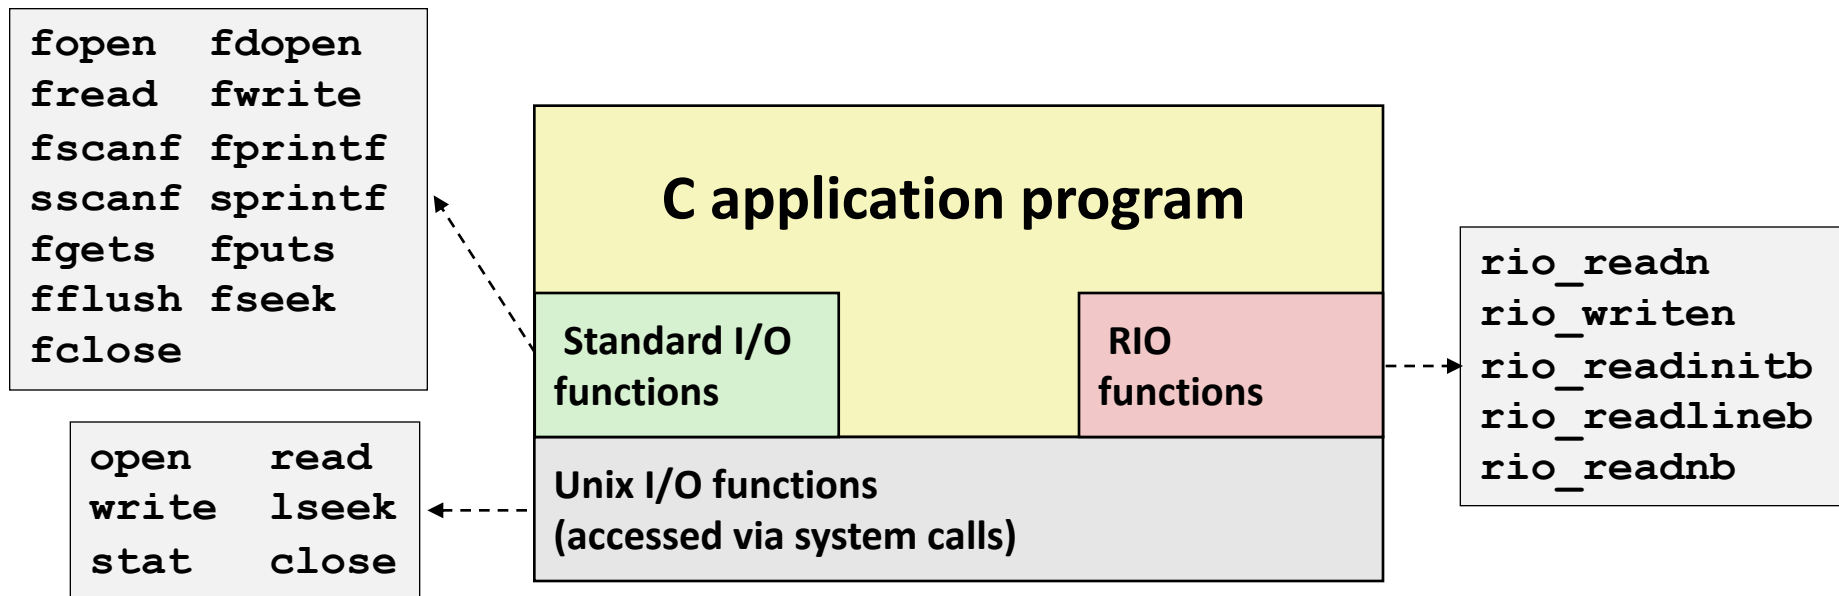 fopen fdopen
fread fwrite
fscanf fprintf
sscanf sprintf
fgets fputs
fflush fseek
fclose
open read
write lseek
stat close
C application program
Standard I/O
functions
RIO
functions
Unix I/O functions
(accessed via system calls)
rio_readn
rio_writen
rio_readinitb
rio_readlineb
rio_readnb